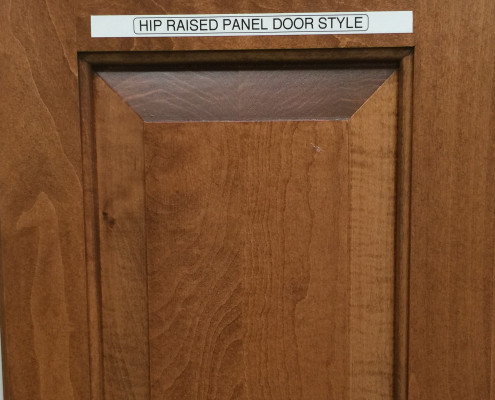 HIP RAISED PANEL DOOR STYLE